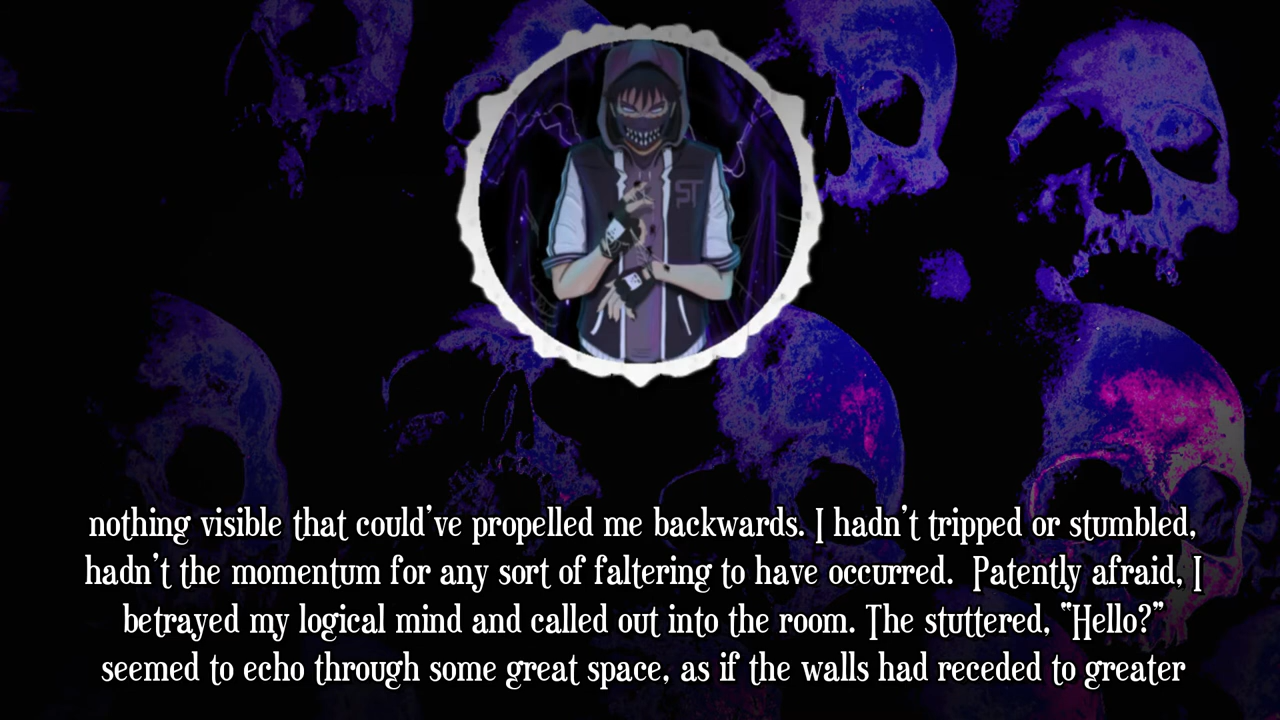 ST
nothing visible that could've propelled me backwards. I hadn't tripped or stumbled,
hadn't the momentum for any sort of faltering to have occurred.  Patently afraid, I
betrayed my logical mind and called out into the room. The stuttered, "Hello?"
seemed to echo through some great space, as if the walls had receded to greater